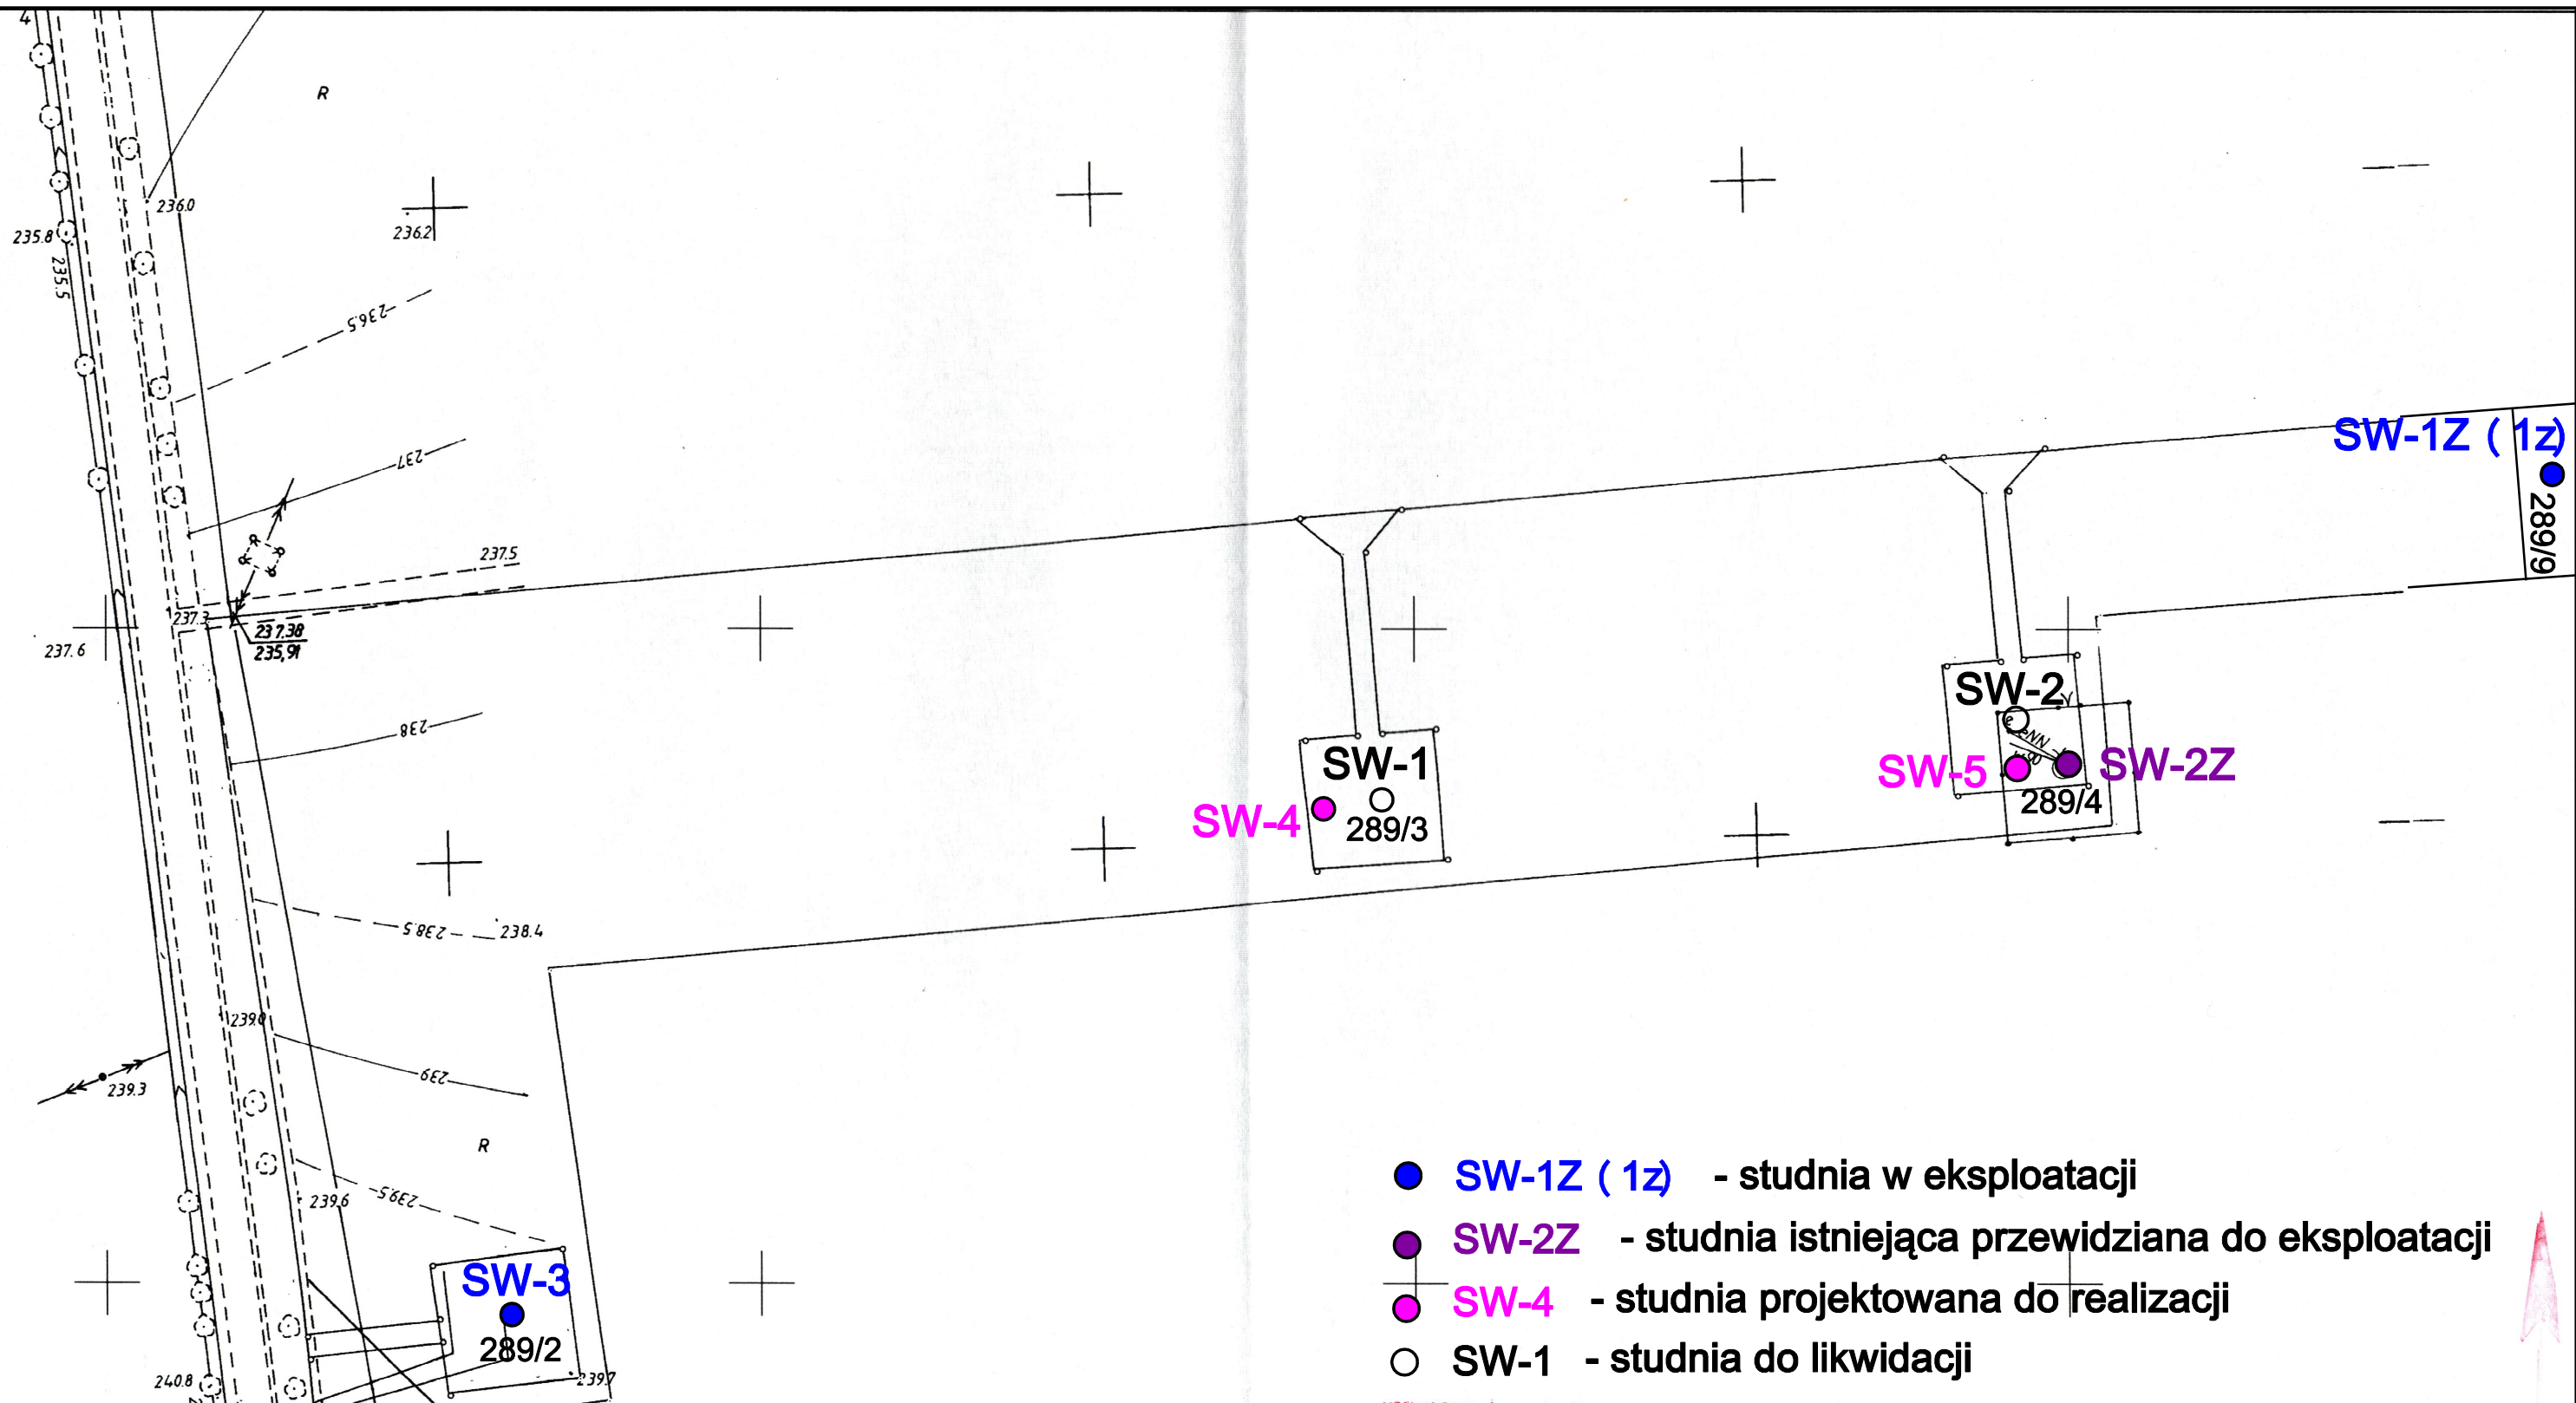 4
R
236.0
236.2
235.8
235.5
236.5
SW-1Z ( 1z)
237
289/9
237.5
237.3
237.38
235,91
237.6
SW-2
238
SW-1
SW-5
SW-2Z
289/4
SW-4
289/3
238.5
238.4
239.0
239
239.3
R
SW-1Z ( 1z) - studnia w eksploatacji
239.5
239.6
SW-2Z - studnia istniejąca przewidziana do eksploatacji
SW-3
SW-4 - studnia projektowana do realizacji
289/2
SW-1 - studnia do likwidacji
240.8
239.7